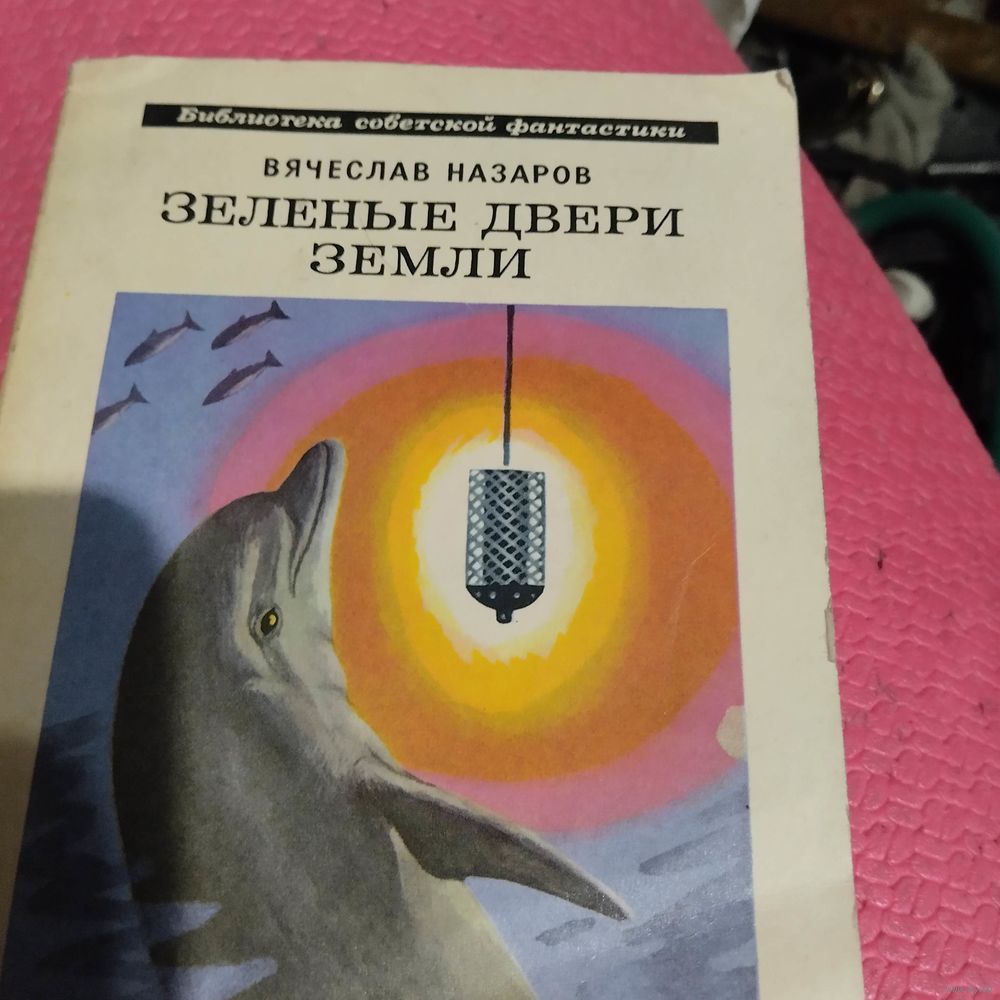 Библиотека советской фантастики
ВЯЧЕСЛАВ НАЗАРОВ
ЗЕЛЕНЫЕ ДВЕРИ
ЗЕМЛИ